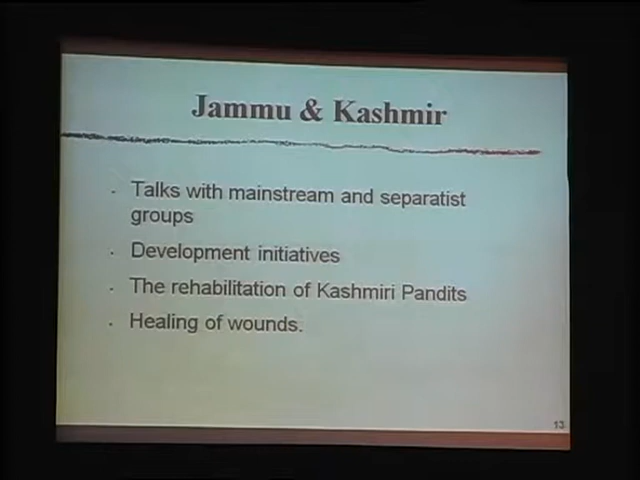 Jammu & Kashmir
. Talks with mainstream and separatist
groups
. Development initiatives
. The rehabilitation of Kashmiri Pandits
. Healing of wounds.
13